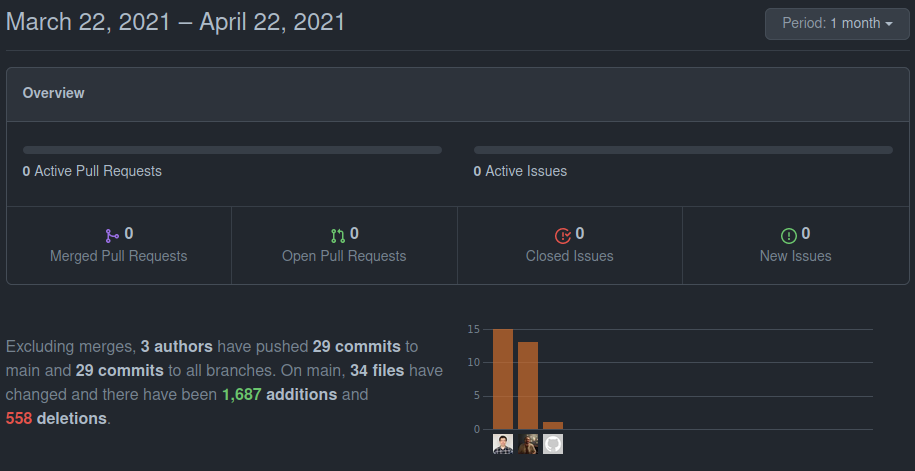 March 22, 2021 – April 22, 2021
Period: 1 month
Overview
0 Active Pull Requests
0 Active Issues
0
Merged Pull Requests
0
Open Pull Requests
0
Closed Issues
0
New Issues
Excluding merges, 3 authors have pushed 29 commits to
main and 29 commits to all branches. On main, 34 files have
changed and there have been 1,687 additions and
558 deletions.
15
10
5
0